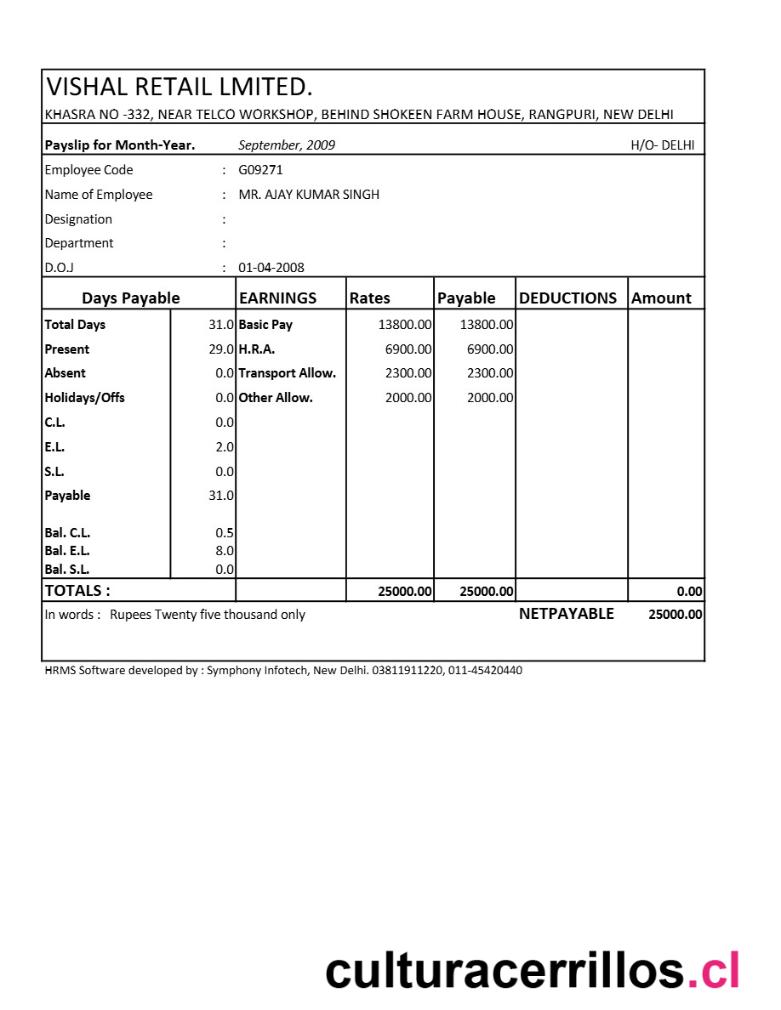 VISHAL RETAIL LMITED.
KHASRA NO -332, NEAR TELCO WORKSHOP, BEHIND SHOKEEN FARM HOUSE, RANGPURI, NEW DELHI
Payslip for Month-Year. September, 2009 H/O- DELHI
Employee Code : G09271
Name of Employee : MR. AJAY KUMAR SINGH
Designation :
Department :
D.O.J : 01-04-2008
Days Payable EARNINGS Rates Payable DEDUCTIONS Amount
Total Days 31.0 Basic Pay 13800.00 13800.00
Present 29.0 H.R.A. 6900.00 6900.00
Absent 0.0 Transport Allow. 2300.00 2300.00
Holidays/Offs 0.0 Other Allow. 2000.00 2000.00
C.L. 0.0
E.L. 2.0
S.L. 0.0
Payable 31.0
Bal. C.L. 0.5
Bal. E.L. 8.0
Bal. S.L. 0.0
TOTALS : 25000.00 25000.00 0.00
In words : Rupees Twenty five thousand only NETPAYABLE 25000.00
HRMS Software developed by : Symphony Infotech, New Delhi. 03811911220, 011-45420440
culturacerrillos.cl